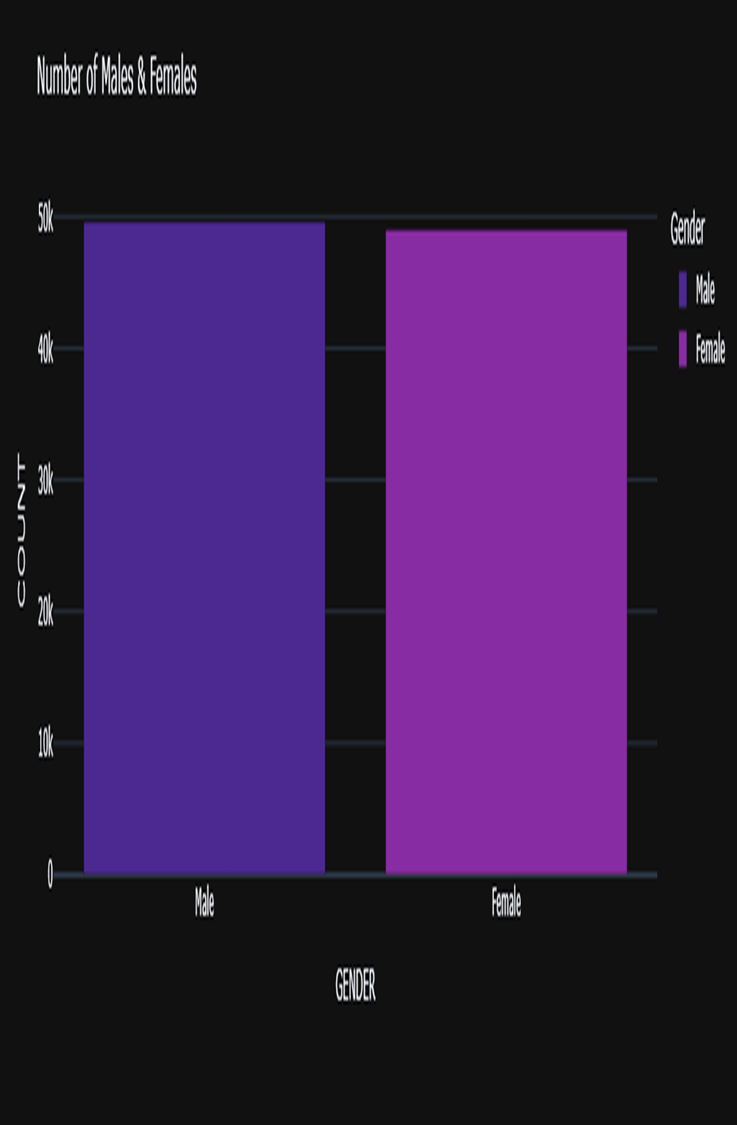 Number of Males & Females
50k
40k
30k
20k
10k
0
COUNT
Male
Female
GENDER
Gender
Male
Female